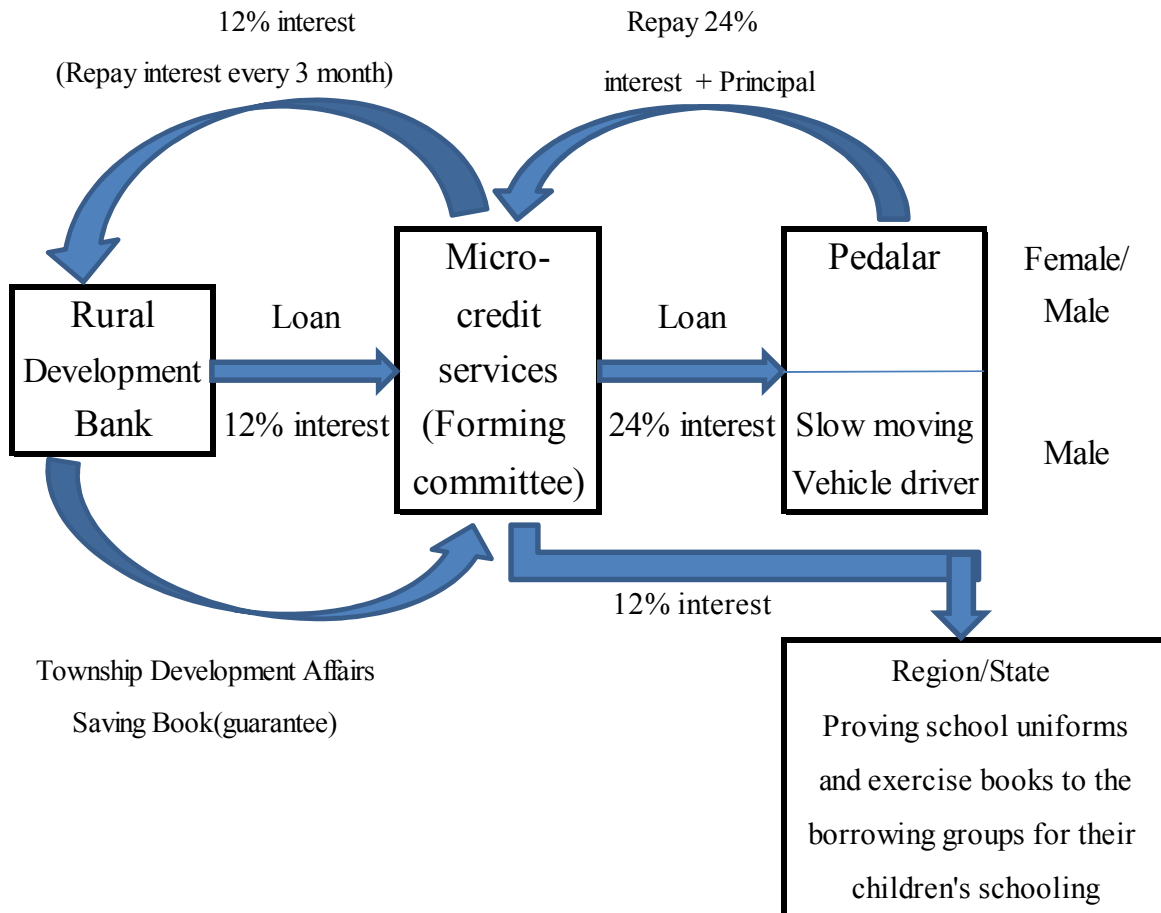 12% interest
(Repay interest every 3 month)
Repay 24%
interest + Principal
Rural
Development
Bank
Loan
12% interest
Micro-
credit
services
(Forming
committee)
Loan
24% interest
Pedalar
Slow moving
Vehicle driver
Female/
Male
Male
12% interest
Township Development Affairs
Saving Book(guarantee)
Region/State
Proving school uniforms
and exercise books to the
borrowing groups for their
children's schooling